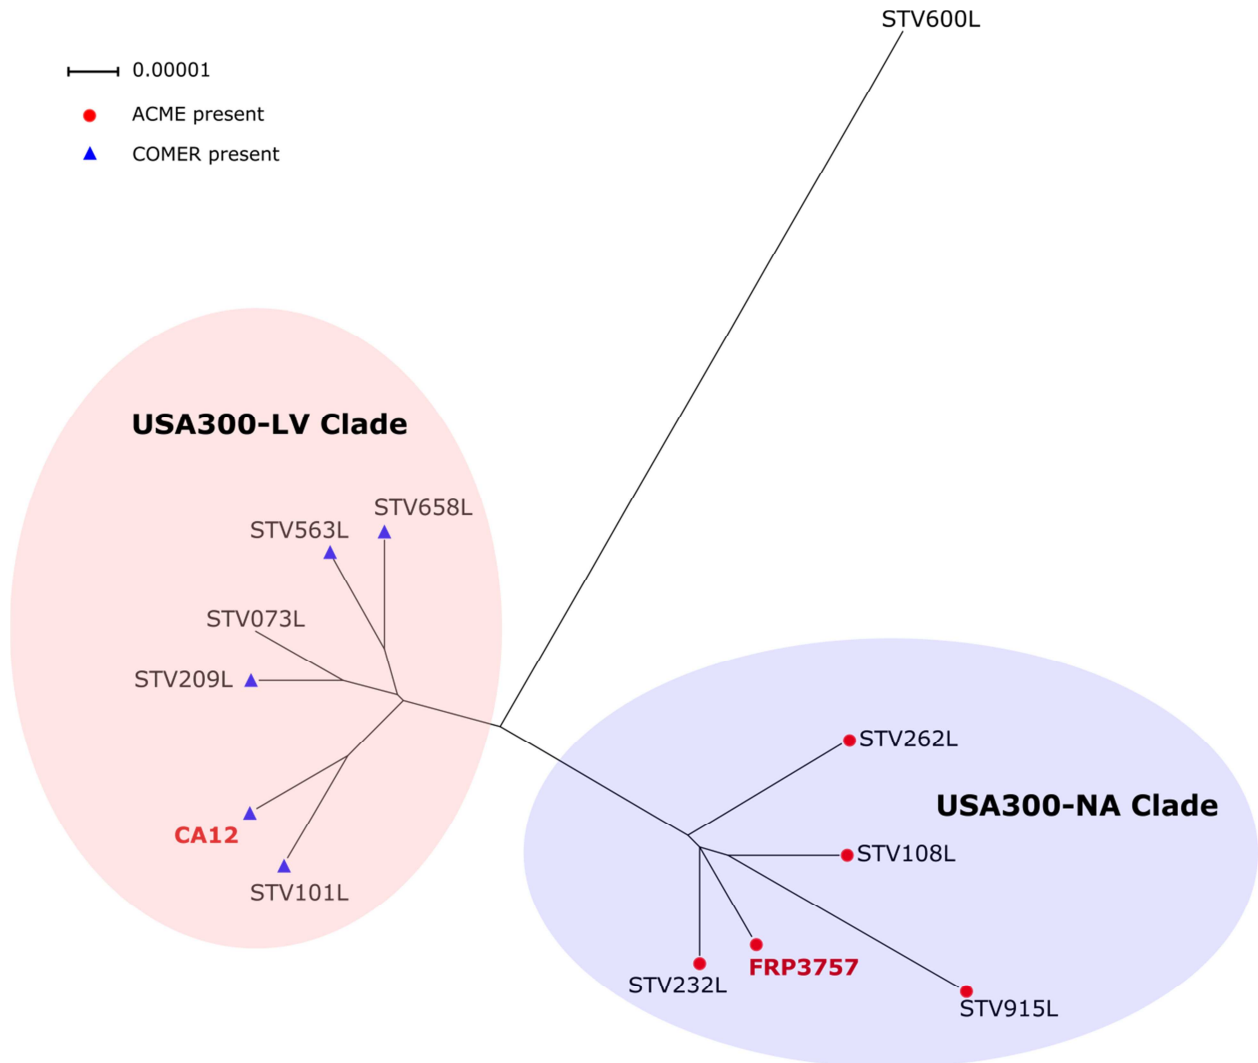 STV600L
0.00001
ACME present
COMER present
USA300-LV Clade
STV658L
STV563L
STV073L
STV209L
CA12
STV101L
STV262L
USA300-NA Clade
STV108L
FRP3757
STV232L
STV915L